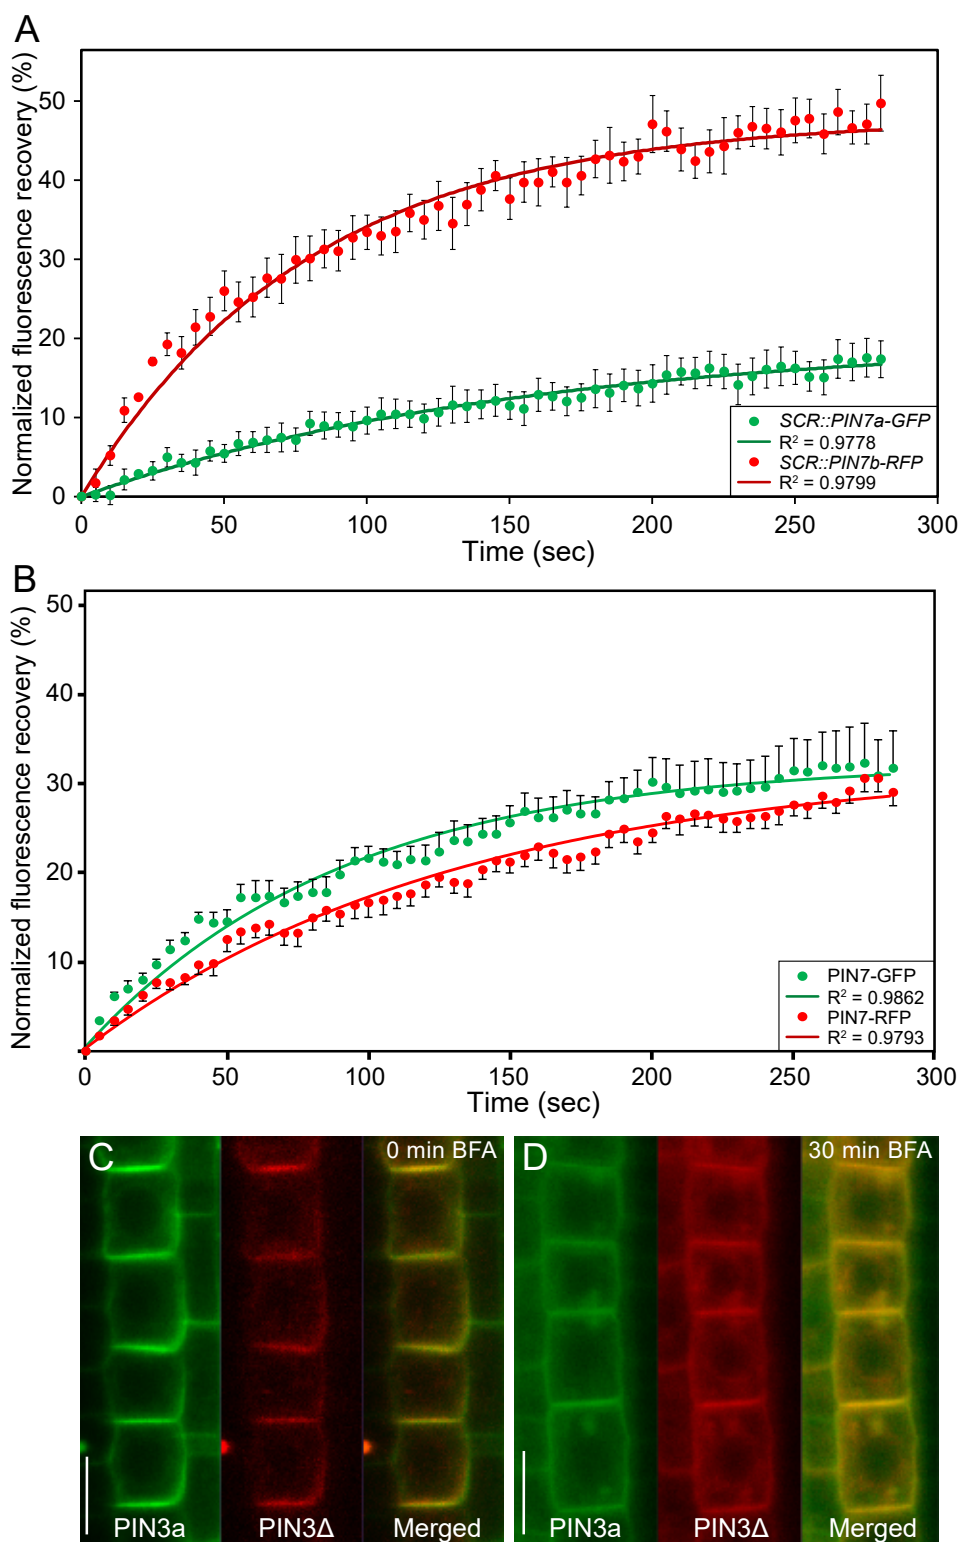 A
Normalized fluorescence recovery (%)
50
40
30
20
10
0
0 50 100 150 200 250 300
Time (sec)
SCR::PIN7a-GFP
R² = 0.9778
SCR::PIN7b-RFP
R² = 0.9799
B
Normalized fluorescence recovery (%)
50
40
30
20
10
0 50 100 150 200 250 300
Time (sec)
PIN7-GFP
R² = 0.9862
PIN7-RFP
R² = 0.9793
C
0 min BFA
PIN3a PIN3Δ Merged
D
30 min BFA
PIN3a PIN3Δ Merged